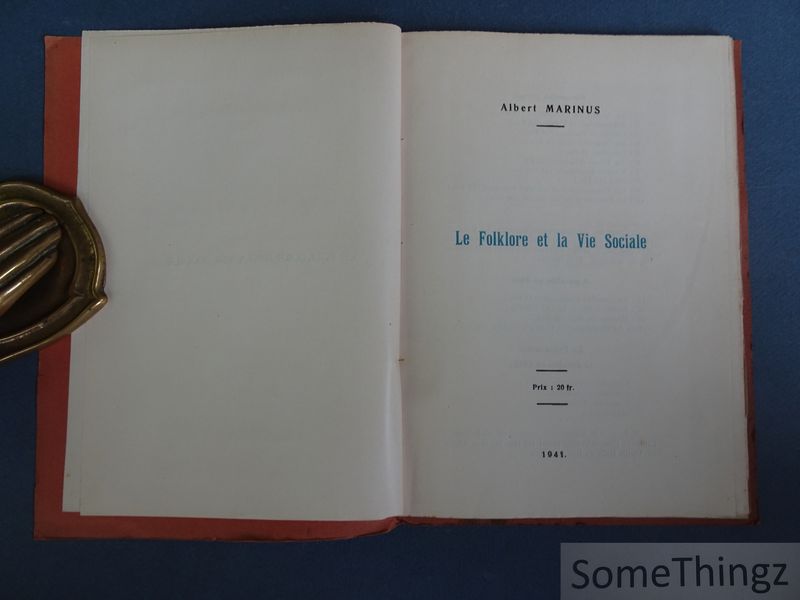 Albert MARINUS
Le Folklore et la Vie Sociale
Prix : 20 fr.
1941.
SomeThingz